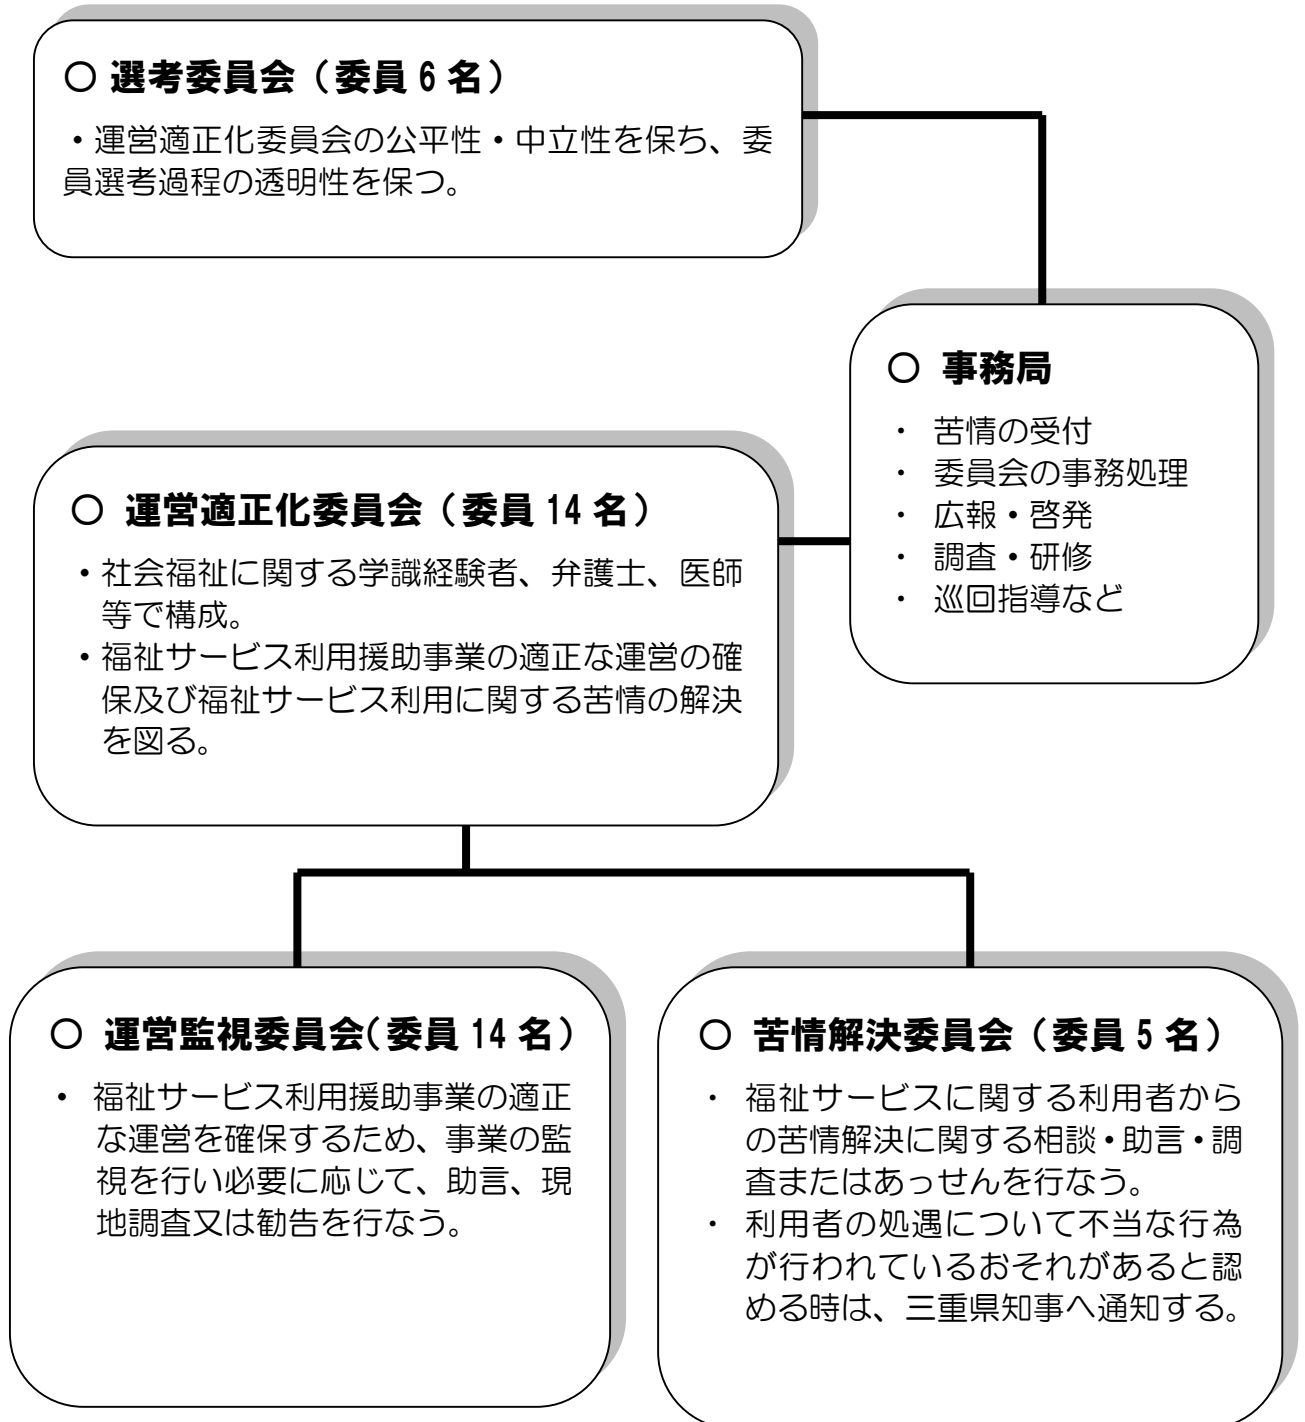 〇 選考委員会（委員 6 名）
・運営適正化委員会の公平性・中立性を保ち、委
員選考過程の透明性を保つ。
〇 事務局
・ 苦情の受付
・ 委員会の事務処理
・ 広報・啓発
・ 調査・研修
・ 巡回指導など
〇 運営適正化委員会（委員 14 名）
・社会福祉に関する学識経験者、弁護士、医師
等で構成。
・福祉サービス利用援助事業の適正な運営の確
保及び福祉サービス利用に関する苦情の解決
を図る。
〇 運営監視委員会（委員 14 名）
・ 福祉サービス利用援助事業の適正
な運営を確保するため、事業の監
視を行い必要に応じて、助言、現
地調査又は勧告を行なう。
〇 苦情解決委員会（委員 5 名）
・ 福祉サービスに関する利用者から
の苦情解決に関する相談・助言・調
査またはあっせんを行なう。
・ 利用者の処遇について不当な行為
が行われているおそれがあると認
める時は、三重県知事へ通知する。